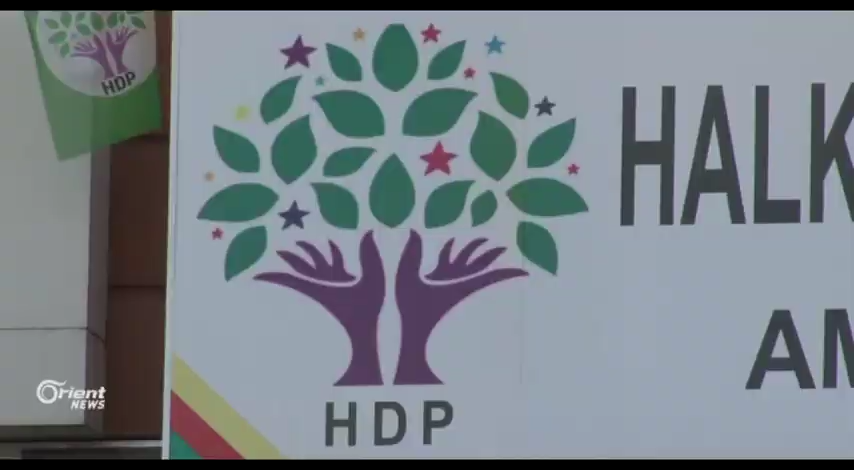 HDP
HALK
AM
HDP
Orient
NEWS